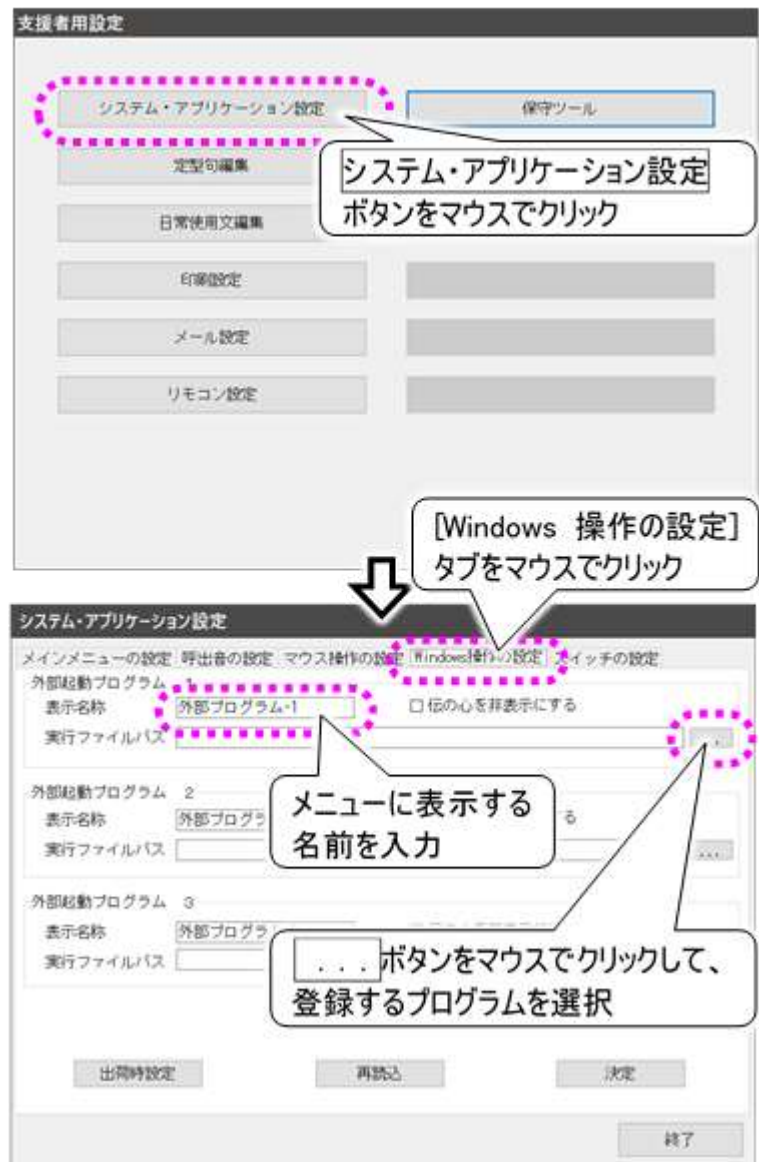 支援者用設定
システム・アプリケーション設定
保守ツール
システム・アプリケーション設定
ボタンをマウスでクリック
定型句編集
日常使用文編集
印刷設定
メール設定
リモコン設定
[Windows 操作の設定]
タブをマウスでクリック
システム・アプリケーション設定
メインメニューの設定 呼出音の設定 マウス操作の設定 Windows操作の設定 スイッチの設定
外部起動プログラム 1
表示名称 外部プログラム-1 伝の心を非表示にする
実行ファイルパス ...
メニューに表示する
名前を入力
外部起動プログラム 2
表示名称 外部プログ る
実行ファイルパス ...
外部起動プログラム 3
表示名称 外部プログラ
実行ファイルパス
...ボタンをマウスでクリックして、
登録するプログラムを選択
出荷時設定 再読込 決定
終了